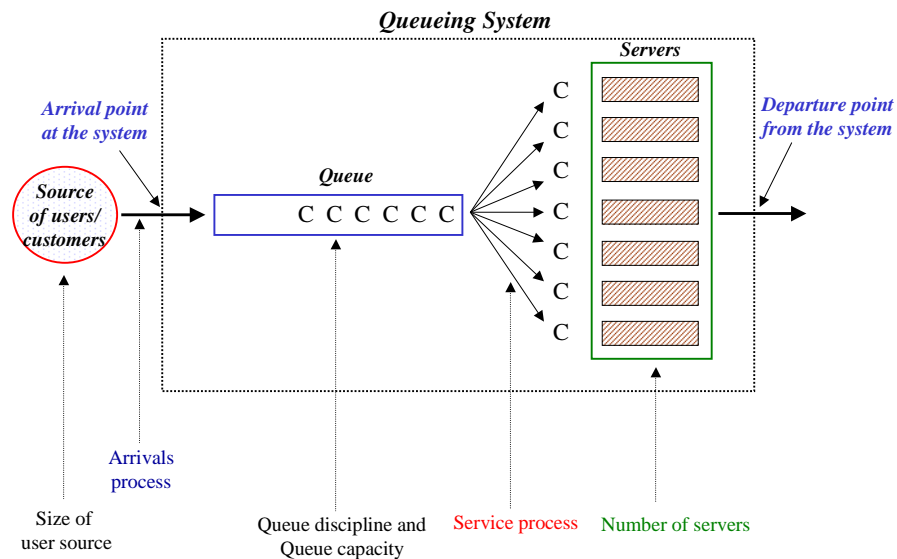 Queueing System
Servers
Arrival point
at the system
Departure point
from the system
Source
of users/
customers
Queue
C C C C C C
C
C
C
C
C
C
C
Arrivals
process
Size of
user source
Queue discipline and
Queue capacity
Service process
Number of servers